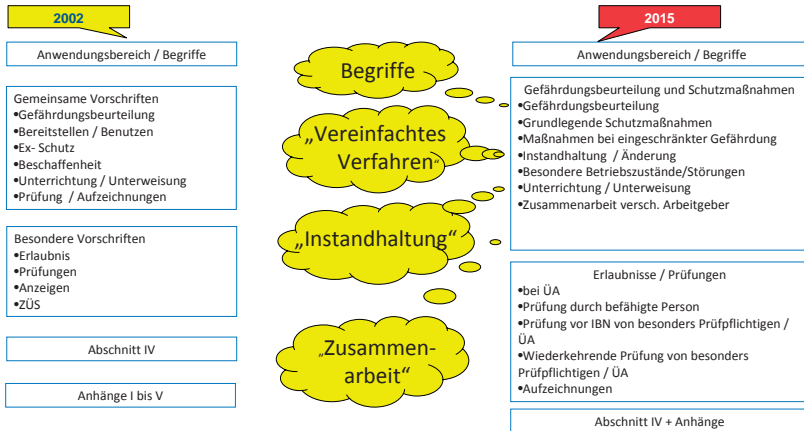 2002
Anwendungsbereich / Begriffe
Gemeinsame Vorschriften
•Gefährdungsbeurteilung
•Bereitstellen / Benutzen
•Ex- Schutz
•Beschaffenheit
•Unterrichtung / Unterweisung
•Prüfung / Aufzeichnungen
Besondere Vorschriften
•Erlaubnis
•Prüfungen
•Anzeigen
•ZÜS
Abschnitt IV
Anhänge I bis V
Begriffe
„Vereinfachtes
Verfahren“
„Instandhaltung“
„Zusammen-
arbeit“
2015
Anwendungsbereich / Begriffe
Gefährdungsbeurteilung und Schutzmaßnahmen
•Gefährdungsbeurteilung
•Grundlegende Schutzmaßnahmen
•Maßnahmen bei eingeschränkter Gefährdung
•Instandhaltung / Änderung
•Besondere Betriebszustände/Störungen
•Unterrichtung / Unterweisung
•Zusammenarbeit versch. Arbeitgeber
Erlaubnisse / Prüfungen
•bei ÜA
•Prüfung durch befähigte Person
•Prüfung vor IBN von besonders Prüfpflichtigen /
ÜA
•Wiederkehrende Prüfung von besonders
Prüfpflichtigen / ÜA
•Aufzeichnungen
Abschnitt IV + Anhänge